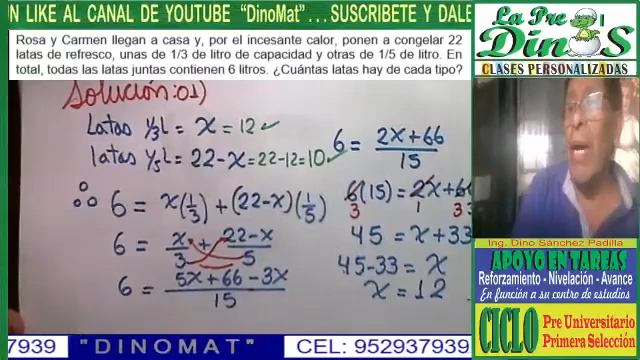 N LIKE AL CANAL DE YOUTUBE “DinoMat”...SUSCRIBETE Y DALE
La Pre
DinoS
CLASES PERSONALIZADAS
Rosa y Carmen llegan a casa y, por el incesante calor, ponen a congelar 22
latas de refresco, unas de 1/3 de litro de capacidad y otras de 1/5 de litro. En
total, todas las latas juntas contienen 6 litros. ¿Cuántas latas hay de cada tipo?
Solución:01)
Latas 1/3 L = x = 12 ✓
latas 1/5 L = 22-x = 22-12 = 10 ✓
∴ 6 = x(1/3) + (22-x)(1/5)
6 = x/3 + 22-x/5
6 = 5x+66-3x/15
6 = 2x+66/15
6(15) = 2x+66
3 1 3
45 = x+33
45-33 = x
x = 12
Ing. Dino Sánchez Padilla
APOYO EN TAREAS
Reforzamiento - Nivelación - Avance
En función a su centro de estudios
CICLO Pre Universitario
Primera Selección
37939 "DINOMAT" CEL: 952937939